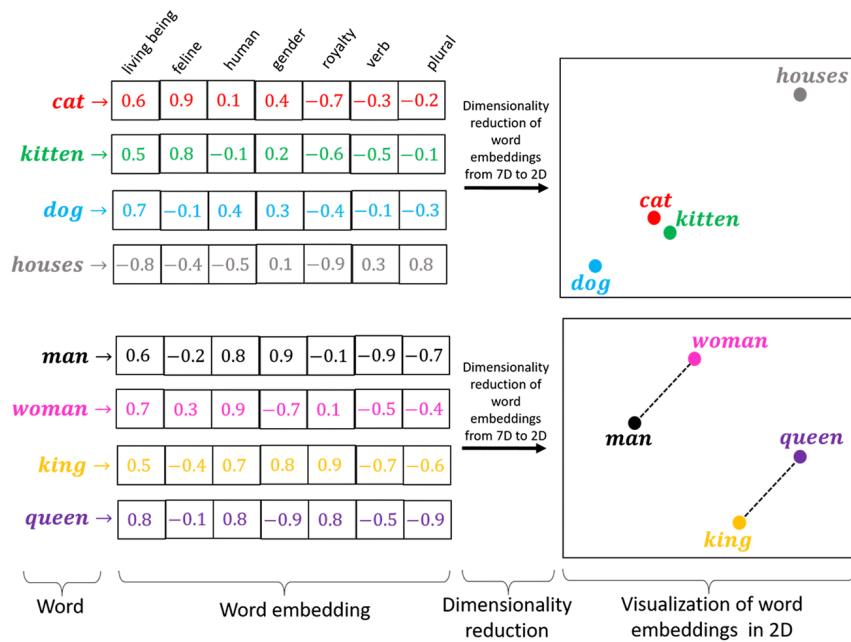 living being feline human gender royalty verb plural
cat → 0.6 0.9 0.1 0.4 −0.7 −0.3 −0.2
kitten → 0.5 0.8 −0.1 0.2 −0.6 −0.5 −0.1
dog → 0.7 −0.1 0.4 0.3 −0.4 −0.1 −0.3
houses → −0.8 −0.4 −0.5 0.1 −0.9 0.3 0.8
Dimensionality
reduction of
word
embeddings
from 7D to 2D
houses
cat
kitten
dog
man → 0.6 −0.2 0.8 0.9 −0.1 −0.9 −0.7
woman → 0.7 0.3 0.9 −0.7 0.1 −0.5 −0.4
king → 0.5 −0.4 0.7 0.8 0.9 −0.7 −0.6
queen → 0.8 −0.1 0.8 −0.9 0.8 −0.5 −0.9
Dimensionality
reduction of
word
embeddings
from 7D to 2D
woman
man
queen
king
Word
Word embedding
Dimensionality
reduction
Visualization of word
embeddings in 2D